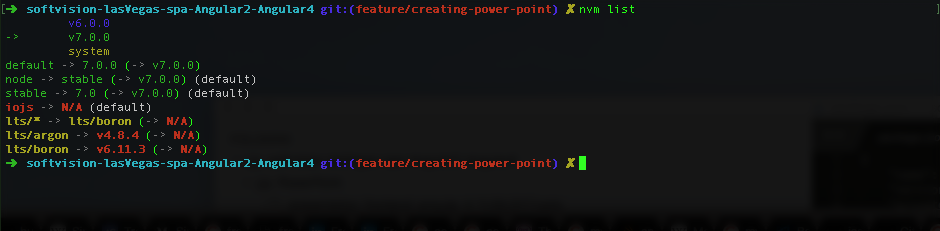 [➜ softvision-lasVegas-spa-Angular2-Angular4 git:(feature/creating-power-point) ✗ nvm list ]
v6.0.0
-> v7.0.0
system
default -> 7.0.0 (-> v7.0.0)
node -> stable (-> v7.0.0) (default)
stable -> 7.0 (-> v7.0.0) (default)
iojs -> N/A (default)
lts/* -> lts/boron (-> N/A)
lts/argon -> v4.8.4 (-> N/A)
lts/boron -> v6.11.3 (-> N/A)
➜ softvision-lasVegas-spa-Angular2-Angular4 git:(feature/creating-power-point) ✗